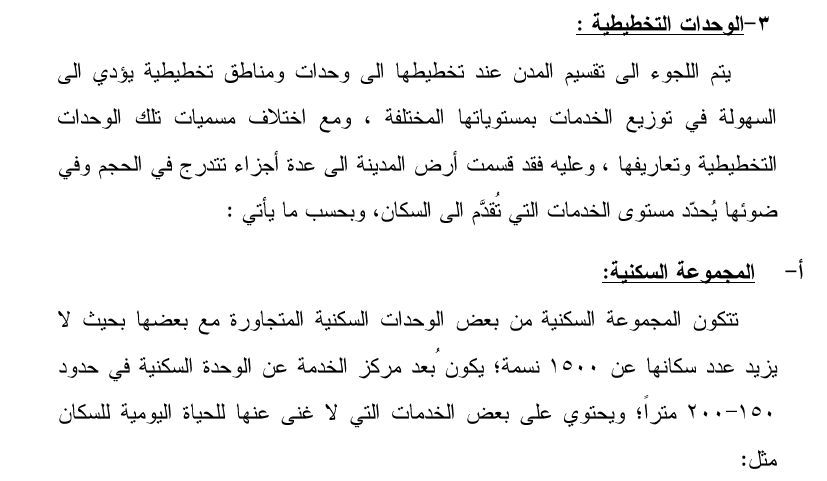 ٣-الوحدات التخطيطية :
يتم اللجوء الى تقسيم المدن عند تخطيطها الى وحدات ومناطق تخطيطية يؤدي الى
السهولة في توزيع الخدمات بمستوياتها المختلفة ، ومع اختلاف مسميات تلك الوحدات
التخطيطية وتعاريفها ، وعليه فقد قسمت أرض المدينة الى عدة أجزاء تتدرج في الحجم وفي
ضوئها يُحدّد مستوى الخدمات التي تُقدَّم الى السكان، وبحسب ما يأتي :
أ- المجموعة السكنية:
تتكون المجموعة السكنية من بعض الوحدات السكنية المتجاورة مع بعضها بحيث لا
يزيد عدد سكانها عن ١٥٠٠ نسمة؛ يكون بُعد مركز الخدمة عن الوحدة السكنية في حدود
١٥٠-٢٠٠ متراً؛ ويحتوي على بعض الخدمات التي لا غنى عنها للحياة اليومية للسكان
مثل: